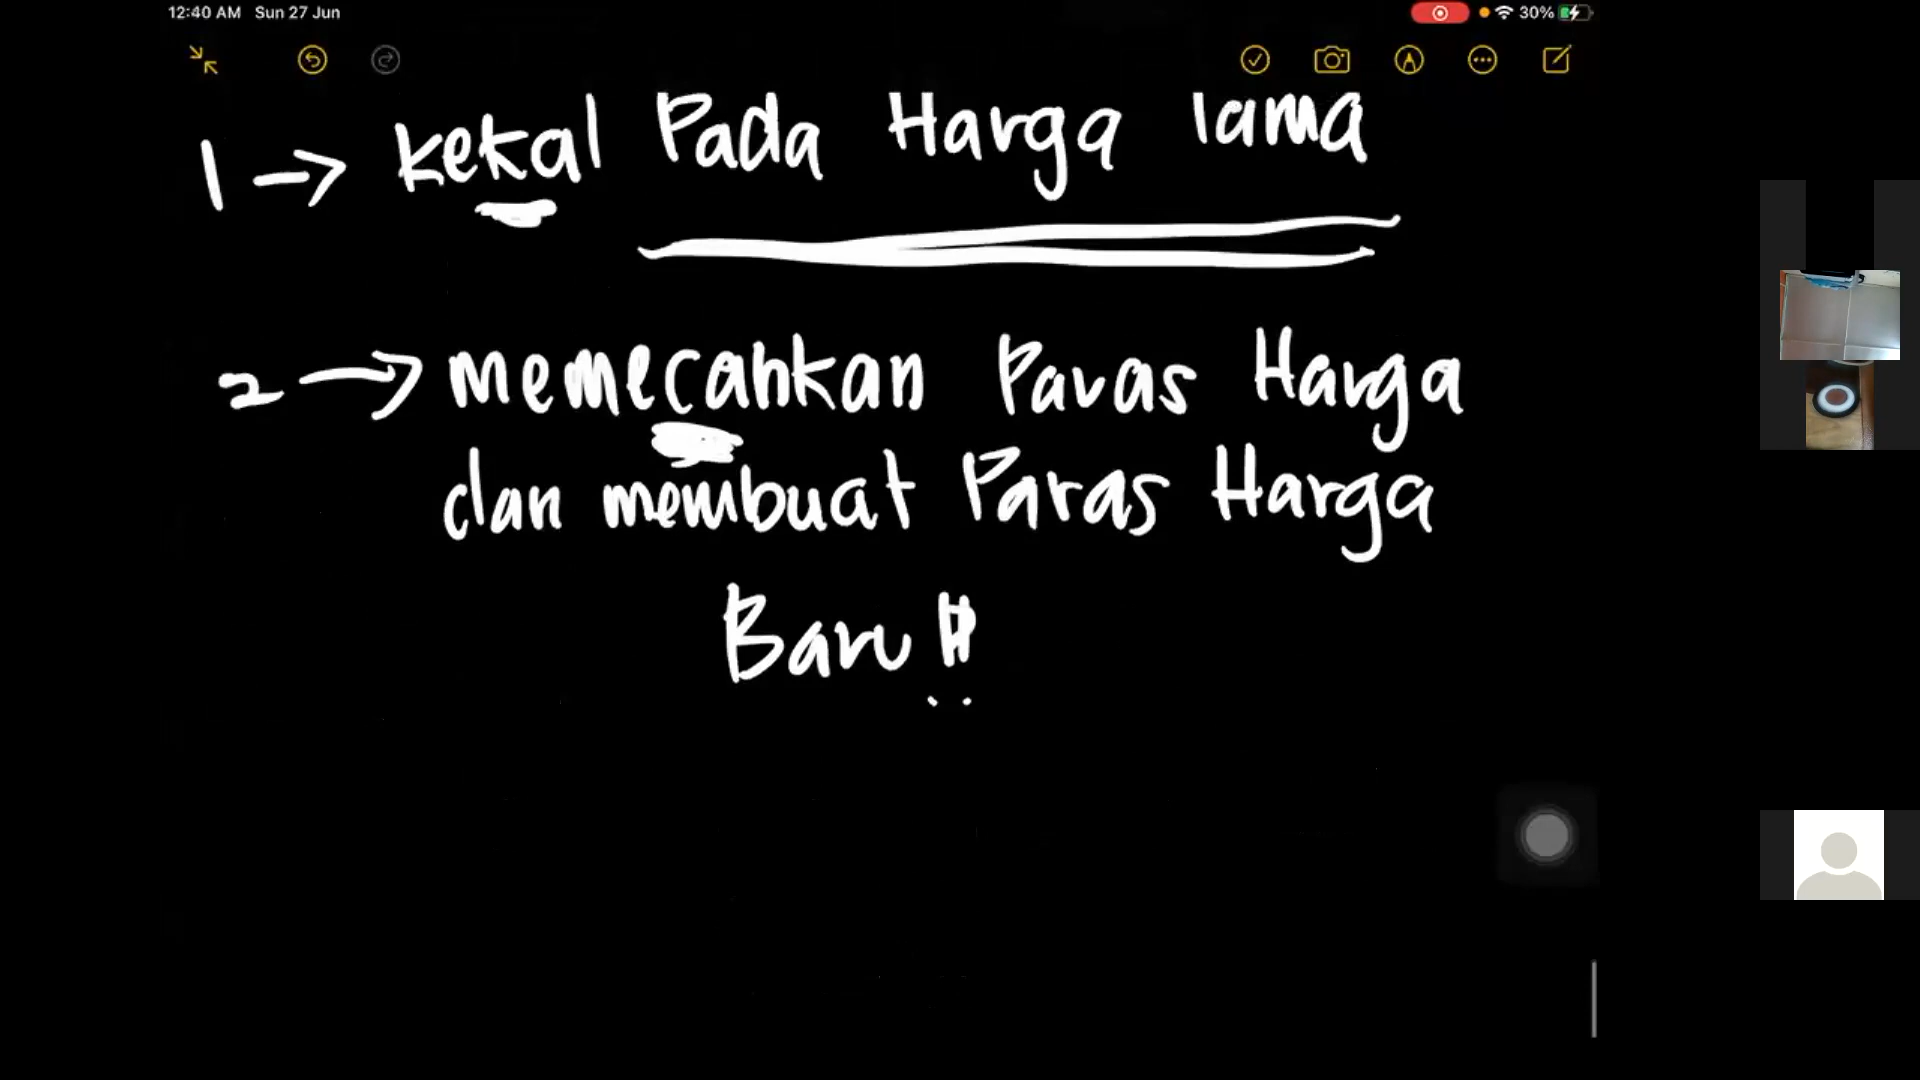 12:40 AM Sun 27 Jun 30%
1 → Kekal Pada Harga lama
2 → memecahkan Paras Harga
dan membuat Paras Harga
Baru !!